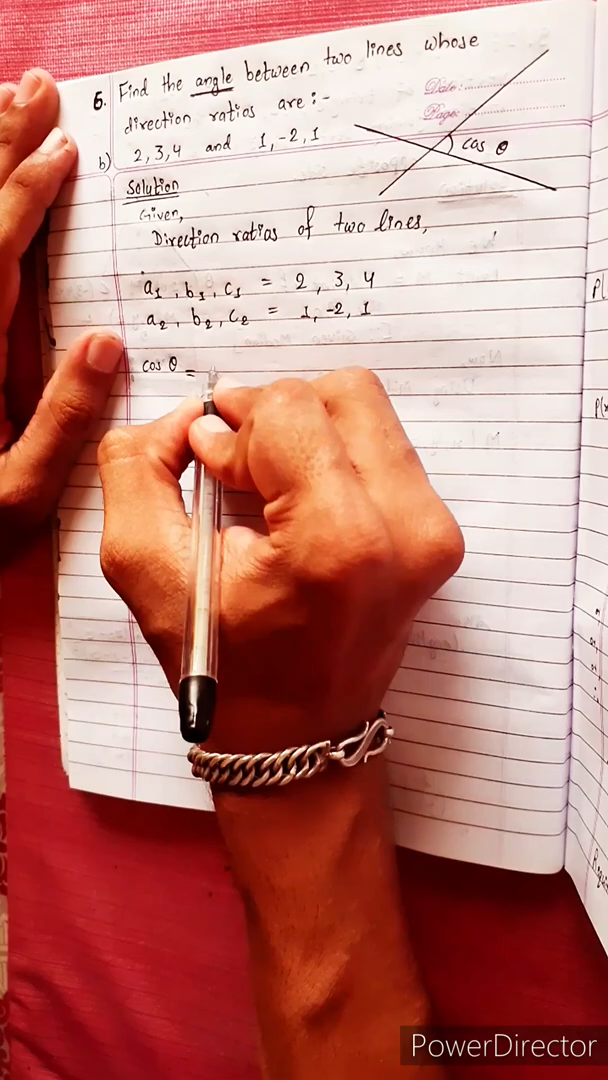 6. Find the angle between two lines whose
direction ratios are :-
b) 2, 3, 4 and 1, -2, 1
Date:
Page:
cos θ
Solution
Given,
Direction ratios of two lines,
a1, b1, c1 = 2, 3, 4
a2, b2, c2 = 1, -2, 1
cos θ =
P(
P(x
PowerDirector